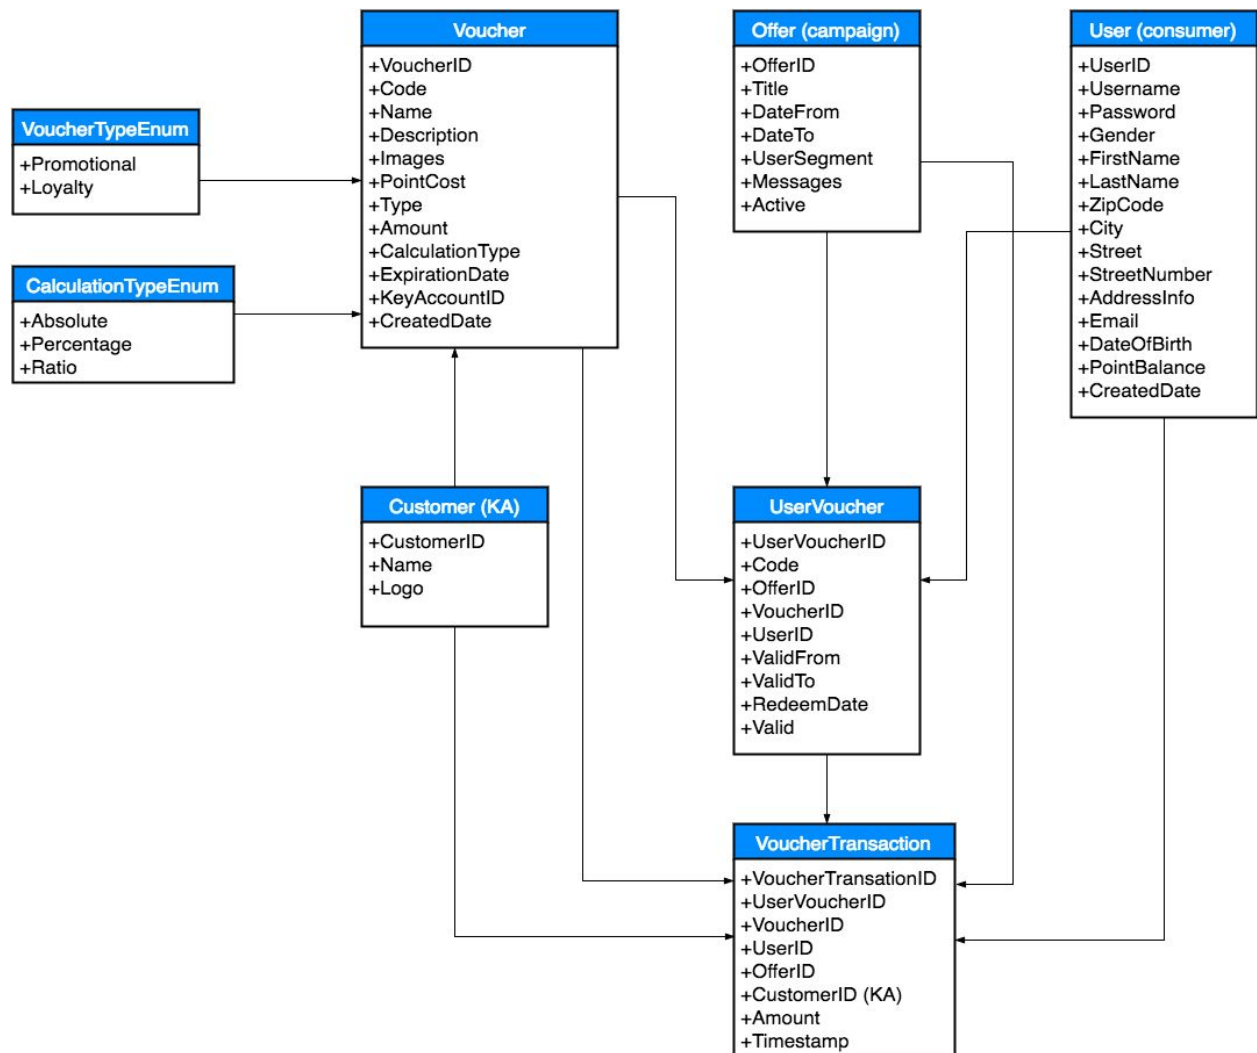 Voucher
+VoucherID
+Code
+Name
+Description
+Images
+PointCost
+Type
+Amount
+CalculationType
+ExpirationDate
+KeyAccountID
+CreatedDate
Offer (campaign)
+OfferID
+Title
+DateFrom
+DateTo
+UserSegment
+Messages
+Active
User (consumer)
+UserID
+Username
+Password
+Gender
+FirstName
+LastName
+ZipCode
+City
+Street
+StreetNumber
+AddressInfo
+Email
+DateOfBirth
+PointBalance
+CreatedDate
VoucherTypeEnum
+Promotional
+Loyalty
CalculationTypeEnum
+Absolute
+Percentage
+Ratio
Customer (KA)
+CustomerID
+Name
+Logo
UserVoucher
+UserVoucherID
+Code
+OfferID
+VoucherID
+UserID
+ValidFrom
+ValidTo
+RedeemDate
+Valid
VoucherTransaction
+VoucherTransationID
+UserVoucherID
+VoucherID
+UserID
+OfferID
+CustomerID (KA)
+Amount
+Timestamp